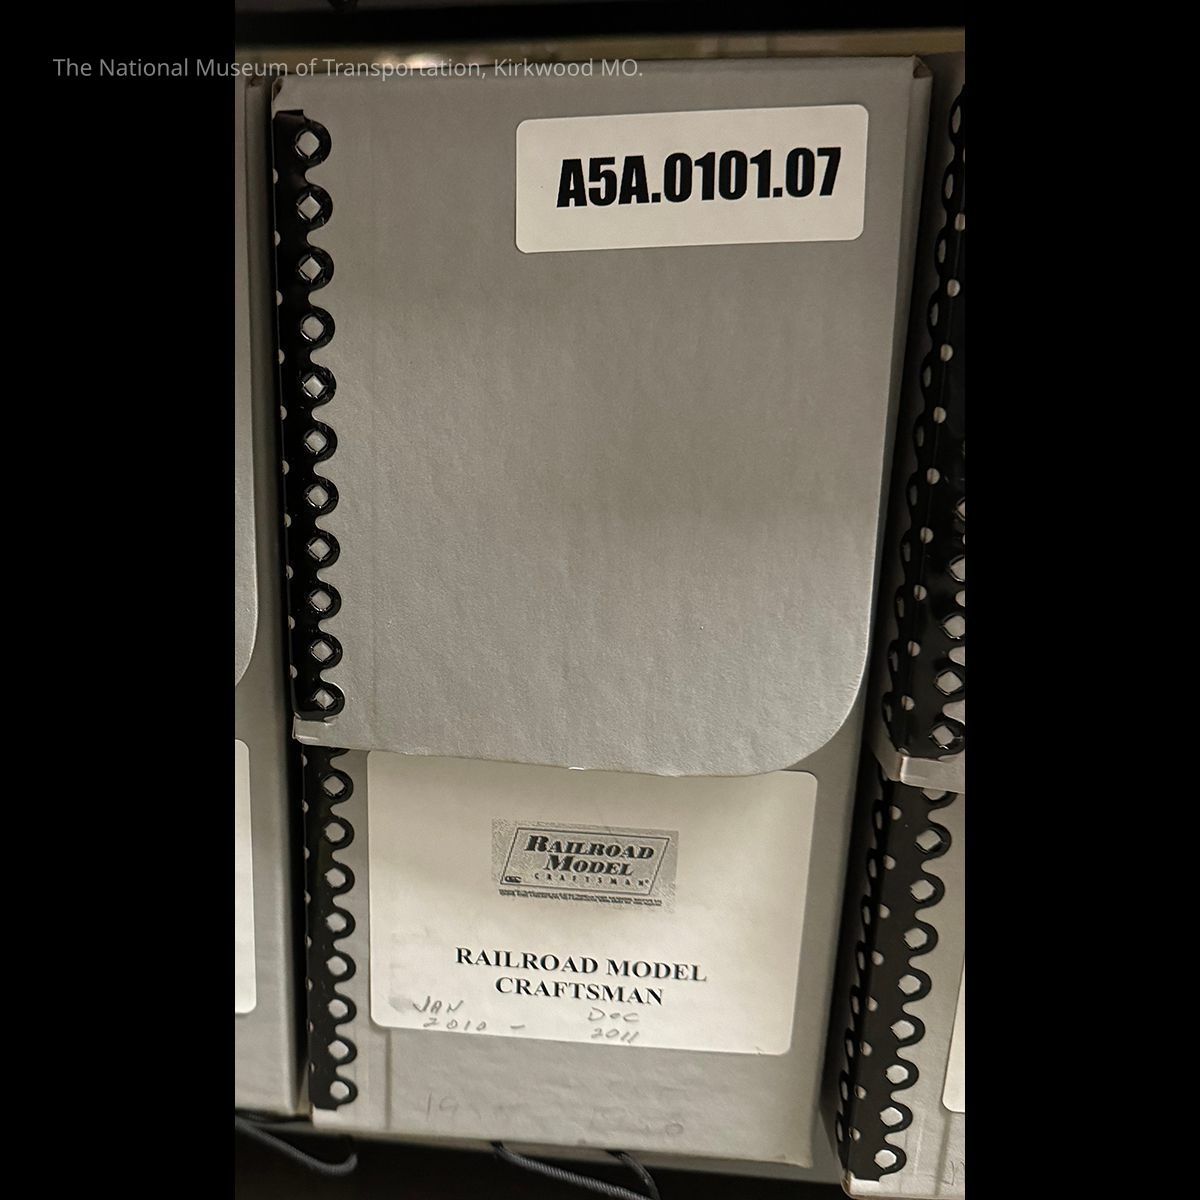 The National Museum of Transportation, Kirkwood MO.
A5A.0101.07
RAILROAD
MODEL
CRAFTSMAN
RAILROAD MODEL
CRAFTSMAN
JAN DEC
2010 - 2011